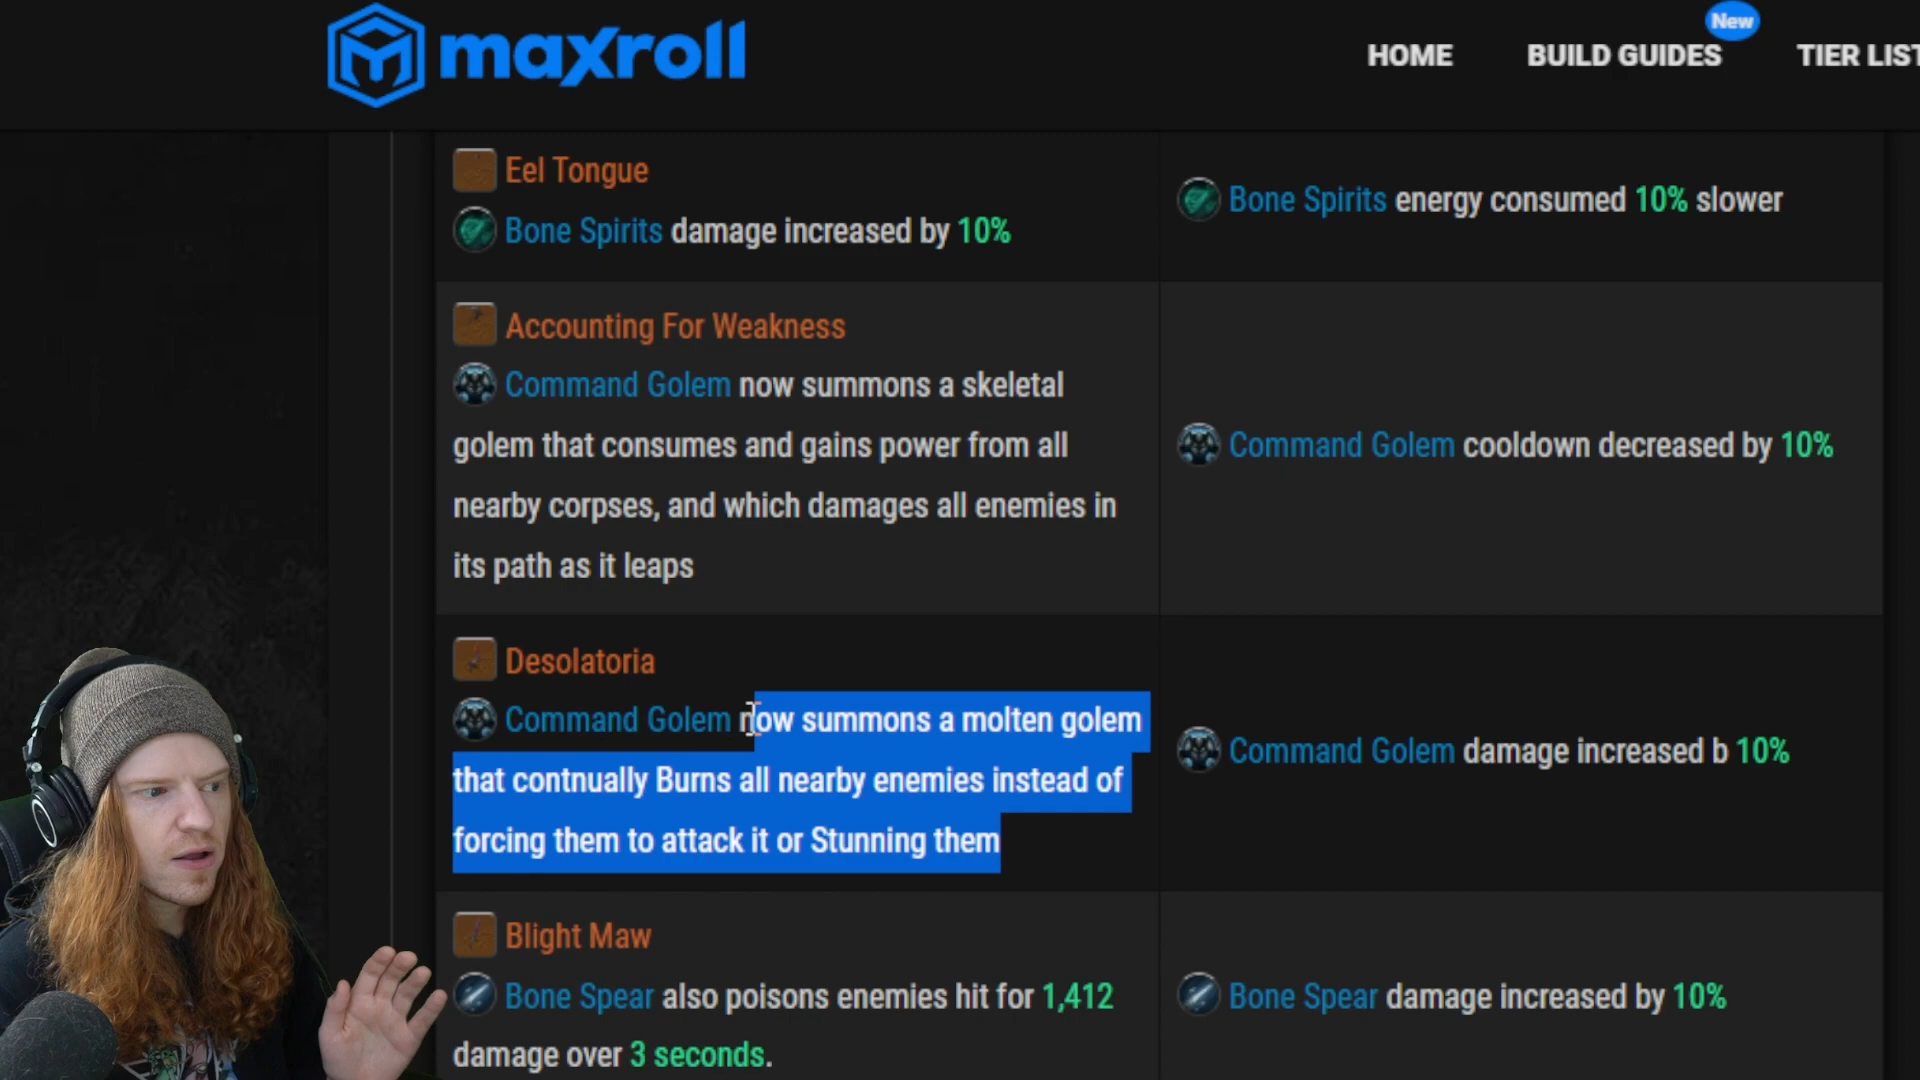 maxroll
HOME
BUILD GUIDES
New
TIER LIST
Eel Tongue
Bone Spirits damage increased by 10%
Bone Spirits energy consumed 10% slower
Accounting For Weakness
Command Golem now summons a skeletal
golem that consumes and gains power from all
nearby corpses, and which damages all enemies in
its path as it leaps
Command Golem cooldown decreased by 10%
Desolatoria
Command Golem now summons a molten golem
that contnually Burns all nearby enemies instead of
forcing them to attack it or Stunning them
Command Golem damage increased b 10%
Blight Maw
Bone Spear also poisons enemies hit for 1,412
damage over 3 seconds.
Bone Spear damage increased by 10%